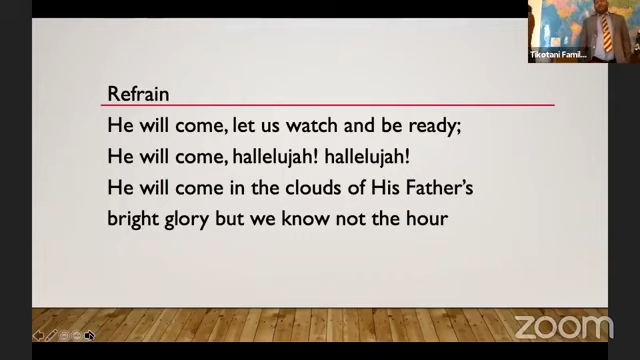 Tikotani Famil...
Refrain
He will come, let us watch and be ready;
He will come, hallelujah! hallelujah!
He will come in the clouds of His Father's
bright glory but we know not the hour
zoom